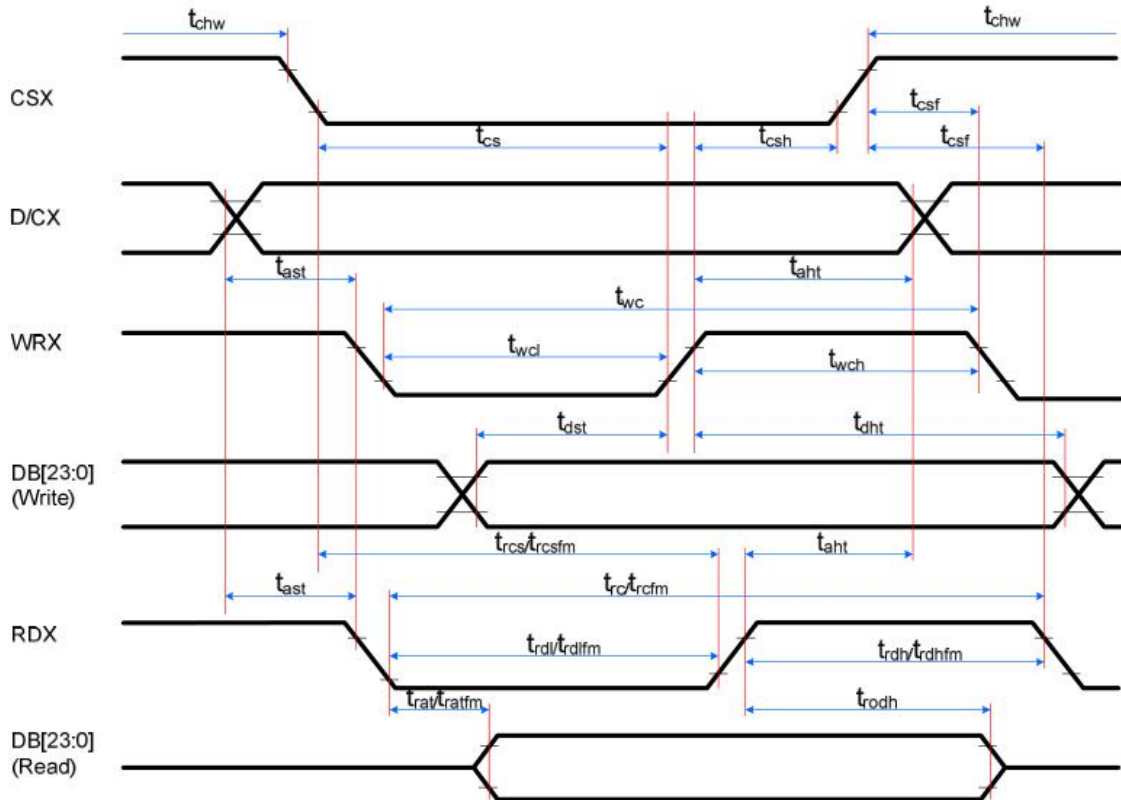 tchw
tchw
CSX
tcsf
tcs
tcsh
tcsf
D/CX
tast
taht
twc
WRX
twcl
twch
tdst
tdht
DB[23:0]
(Write)
trcs/trcsfm
taht
tast
trc/trcfm
RDX
trdl/trdlfm
trdh/trdhfm
trat/tratfm
trodh
DB[23:0]
(Read)